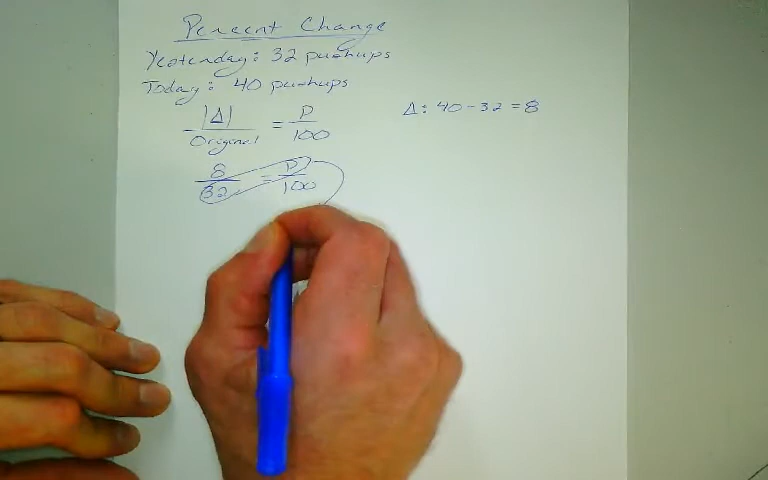 Percent Change
Yesterday: 32 pushups
Today: 40 pushups
|Δ| / Original = P / 100
Δ: 40 - 32 = 8
8 / 32 = P / 100